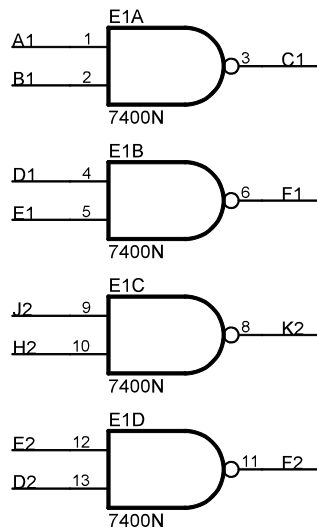 E1A
A1 1
3 C1
B1 2
7400N
E1B
D1 4
6 F1
E1 5
7400N
E1C
J2 9
8 K2
H2 10
7400N
E1D
E2 12
11 F2
D2 13
7400N